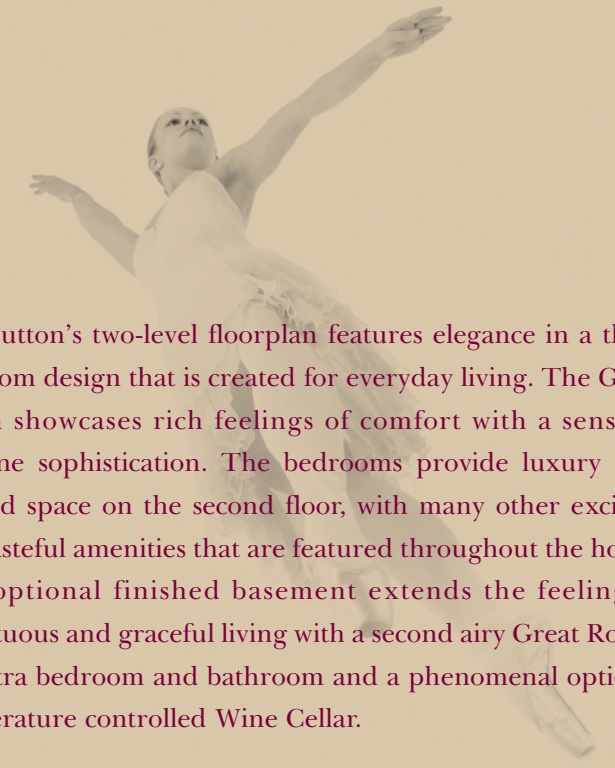 utton’s two-level floorplan features elegance in a th
om design that is created for everyday living. The G
showcases rich feelings of comfort with a sens
ne sophistication. The bedrooms provide luxury
d space on the second floor, with many other exci
steful amenities that are featured throughout the ho
optional finished basement extends the feeling
tuous and graceful living with a second airy Great Ro
tra bedroom and bathroom and a phenomenal opti
erature controlled Wine Cellar.